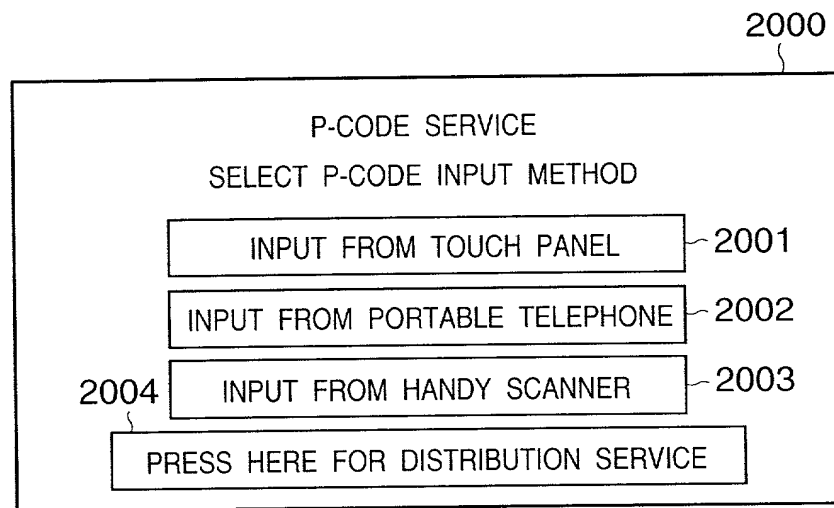 2000
P-CODE SERVICE
SELECT P-CODE INPUT METHOD
INPUT FROM TOUCH PANEL 2001
INPUT FROM PORTABLE TELEPHONE 2002
INPUT FROM HANDY SCANNER 2003
2004
PRESS HERE FOR DISTRIBUTION SERVICE